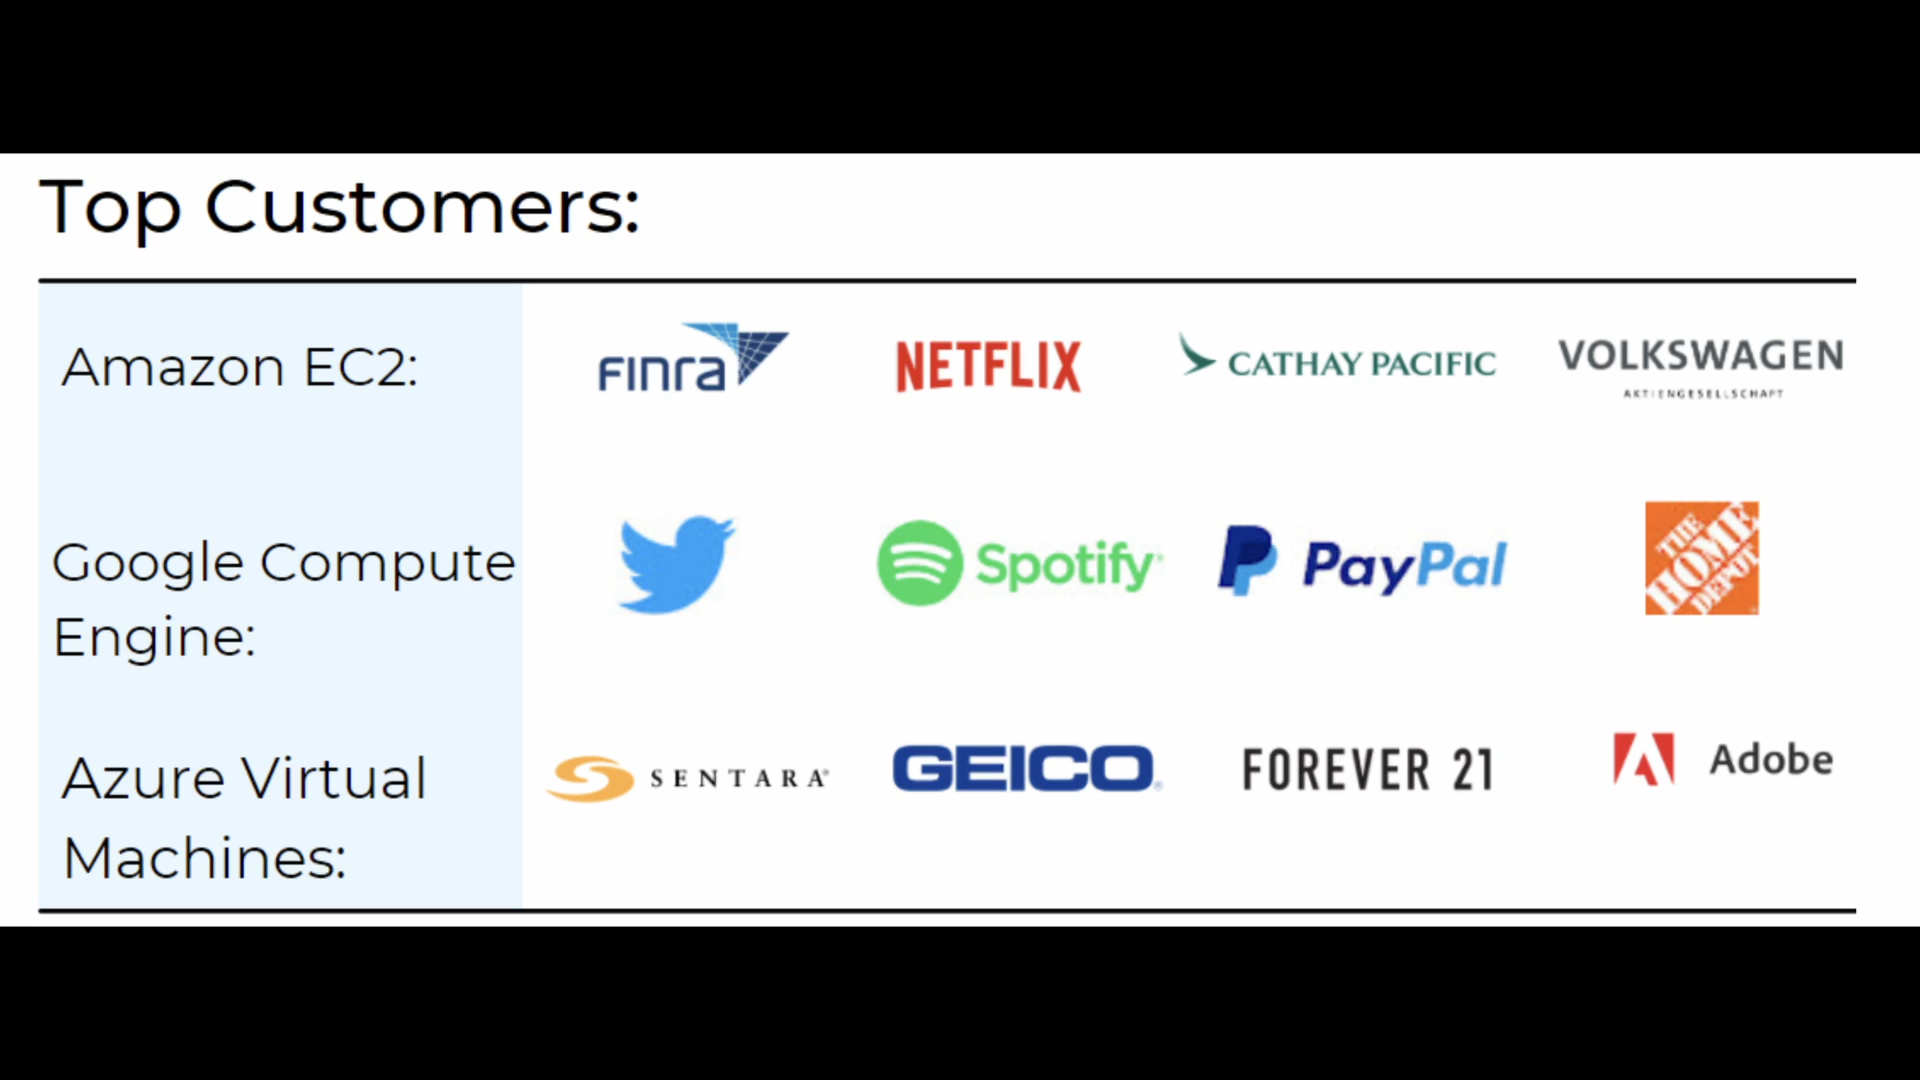 Top Customers:
Amazon EC2:
finra
NETFLIX
CATHAY PACIFIC
VOLKSWAGEN
AKTIENGESELLSCHAFT
Google Compute
Engine:
Spotify
PayPal
THE
HOME
DEPOT
Azure Virtual
Machines:
SENTARA®
GEICO®
FOREVER 21
Adobe